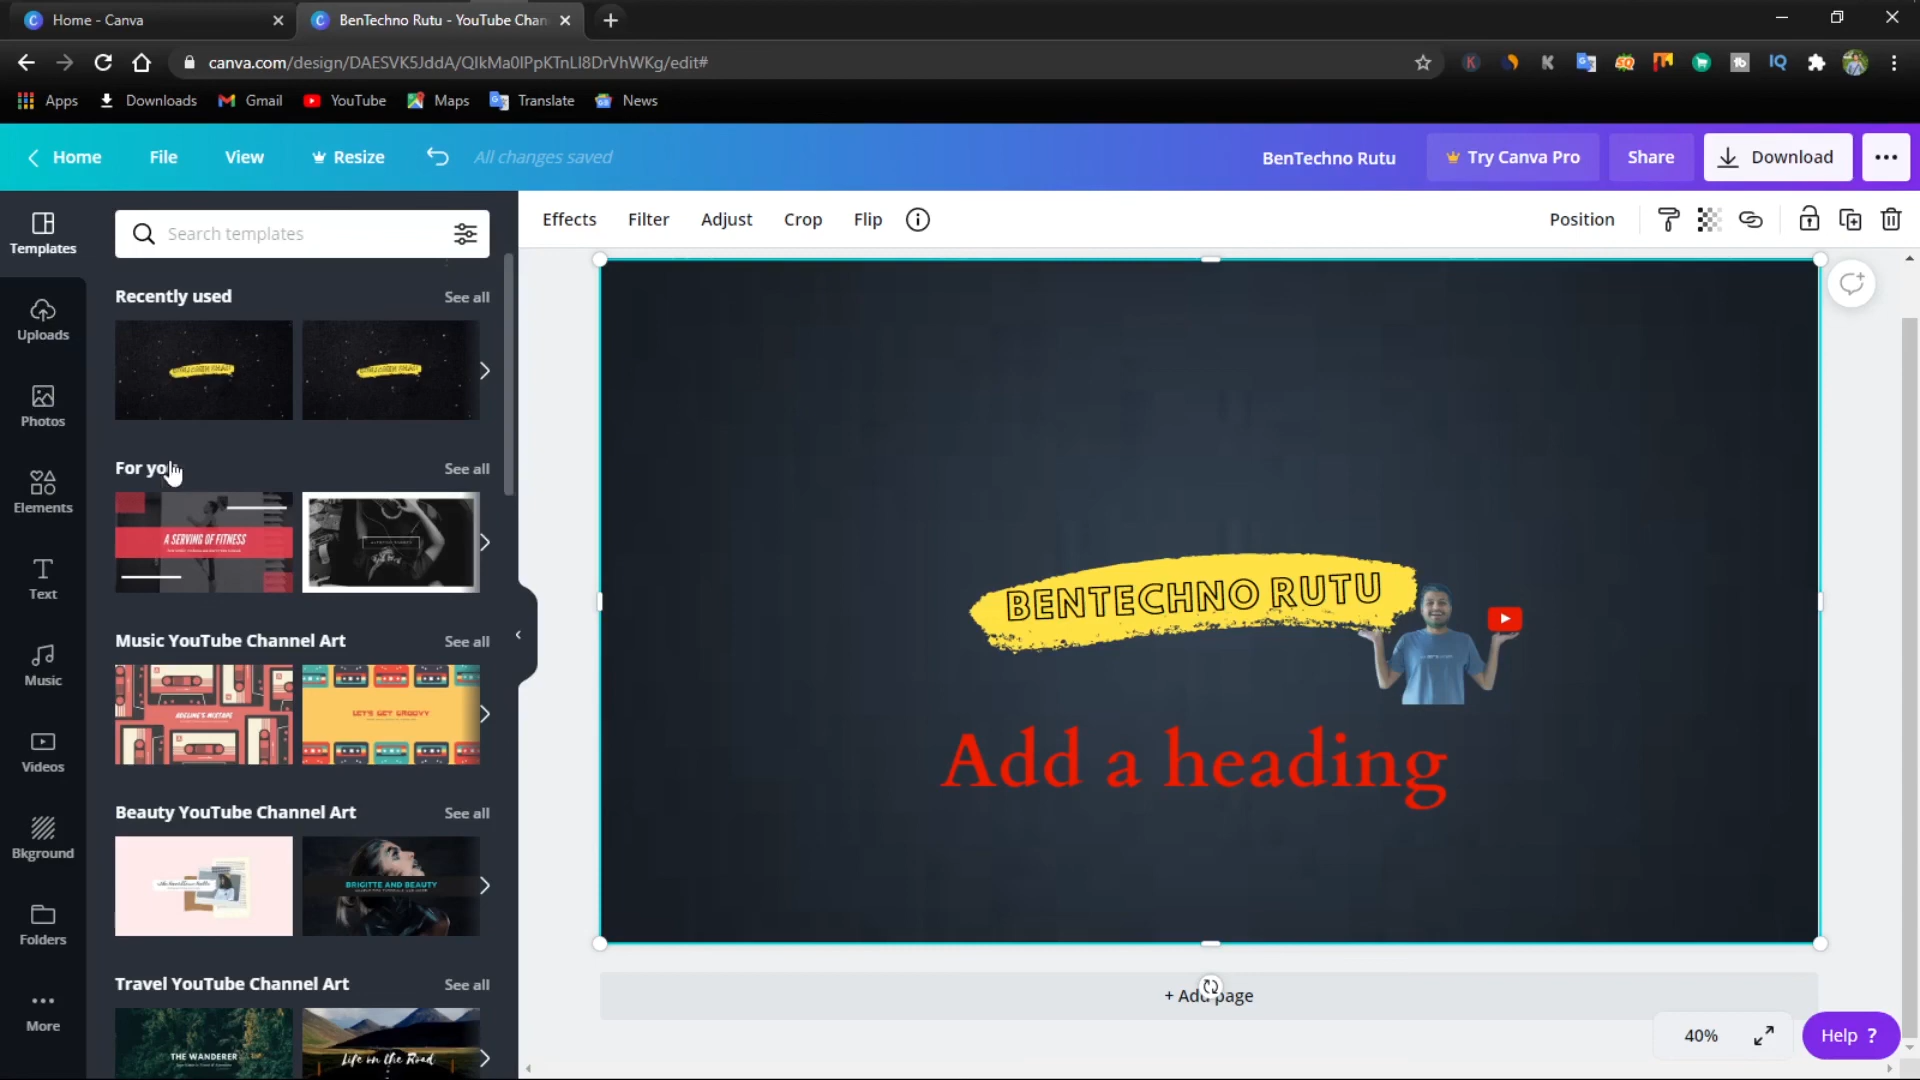 Home - Canva
BenTechno Rutu - YouTube Chan
canva.com/design/DAESVK5JddA/QIkMa0lPpKTnLl8DrVhWKg/edit#
Apps Downloads Gmail YouTube Maps Translate News
Home File View Resize All changes saved BenTechno Rutu Try Canva Pro Share Download
Effects Filter Adjust Crop Flip Position
Templates
Uploads
Photos
Elements
Text
Music
Videos
Bkground
Folders
More
Search templates
Recently used See all
For you See all
A SERVING OF FITNESS
Music YouTube Channel Art See all
ADELINE'S MIXTAPE
LET'S GET GROOVY
Beauty YouTube Channel Art See all
BRIGITTE AND BEAUTY
Travel YouTube Channel Art See all
THE WANDERER
Life on the Road
BENTECHNO RUTU
Add a heading
+ Add page
40%
Help ?